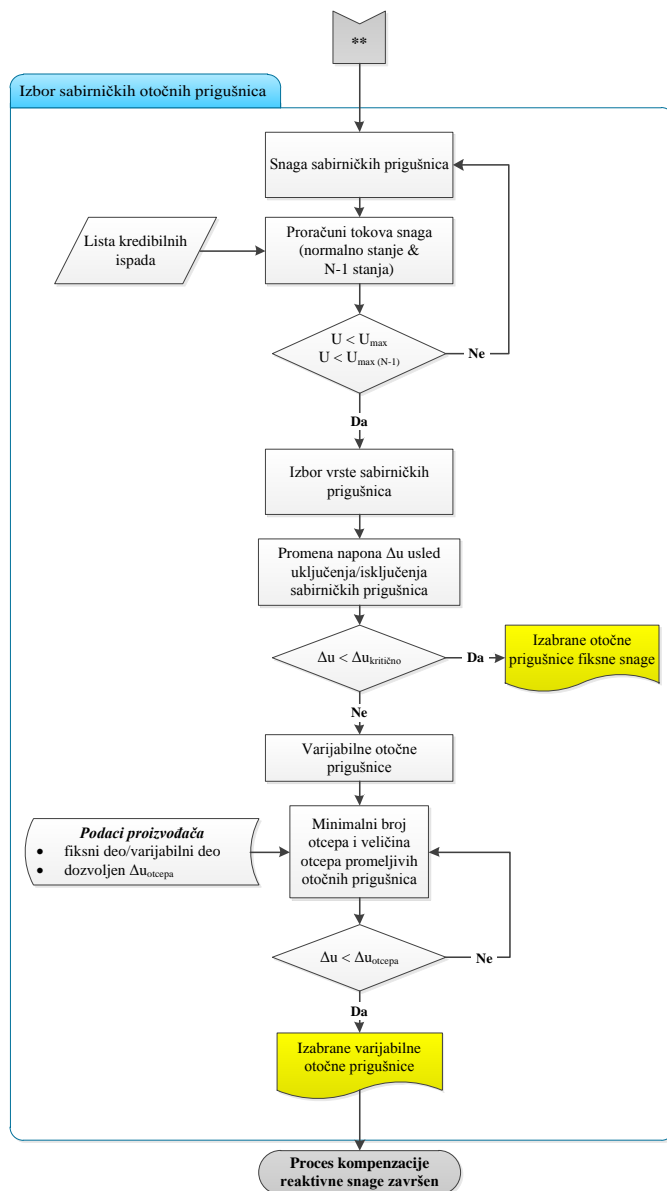 **
Izbor sabirničkih otočnih prigušnica
Snaga sabirničkih prigušnica
Lista kredibilnih
ispada
Proračuni tokova snaga
(normalno stanje &
N-1 stanja)
U < Umax
U < Umax (N-1)
Ne
Da
Izbor vrste sabirničkih
prigušnica
Promena napona Δu usled
uključenja/isključenja
sabirničkih prigušnica
Δu < Δukritično
Da
Izabrane otočne
prigušnice fiksne snage
Ne
Varijabilne otočne
prigušnice
Podaci proizvođača
• fiksni deo/varijabilni deo
• dozvoljen Δuotcepa
Minimalni broj
otcepa i veličina
otcepa promeljivih
otočnih prigušnica
Δu < Δuotcepa
Ne
Da
Izabrane varijabilne
otočne prigušnice
Proces kompenzacije
reaktivne snage završen